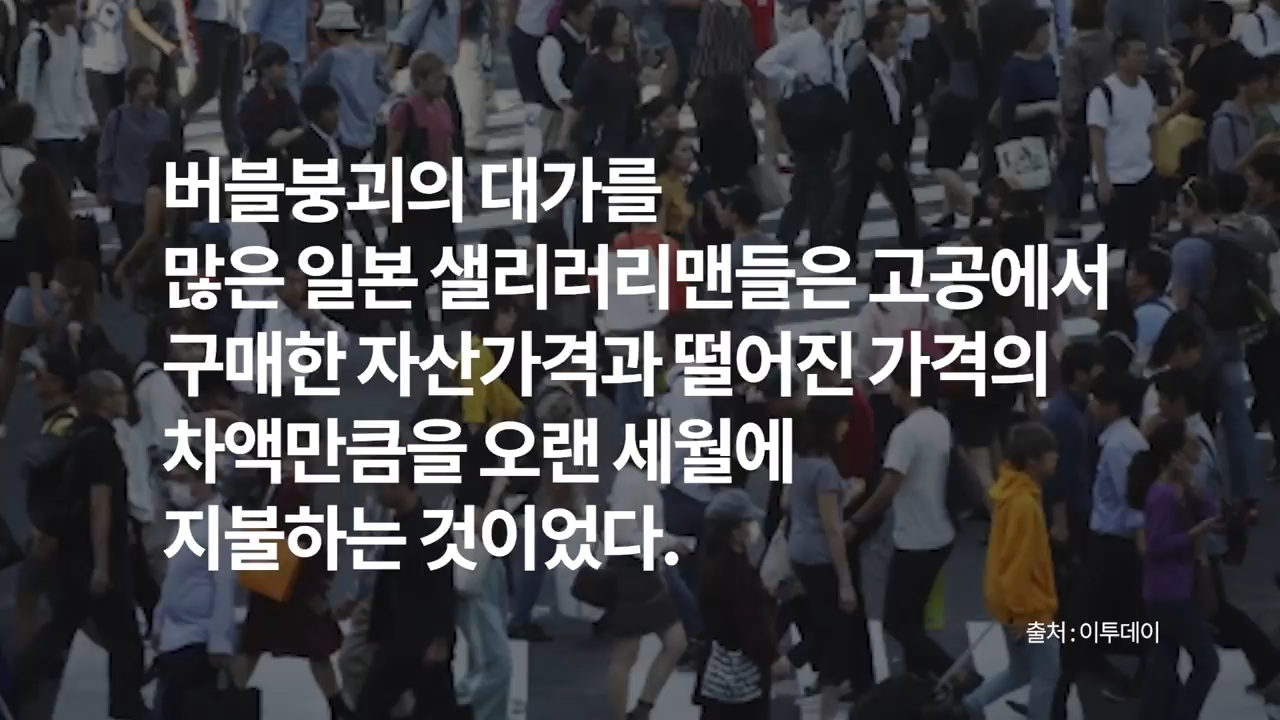 버블붕괴의 대가를
많은 일본 샐러리맨들은 고공에서
구매한 자산가격과 떨어진 가격의
차액만큼을 오랜 세월에
지불하는 것이었다.
출처 : 이투데이